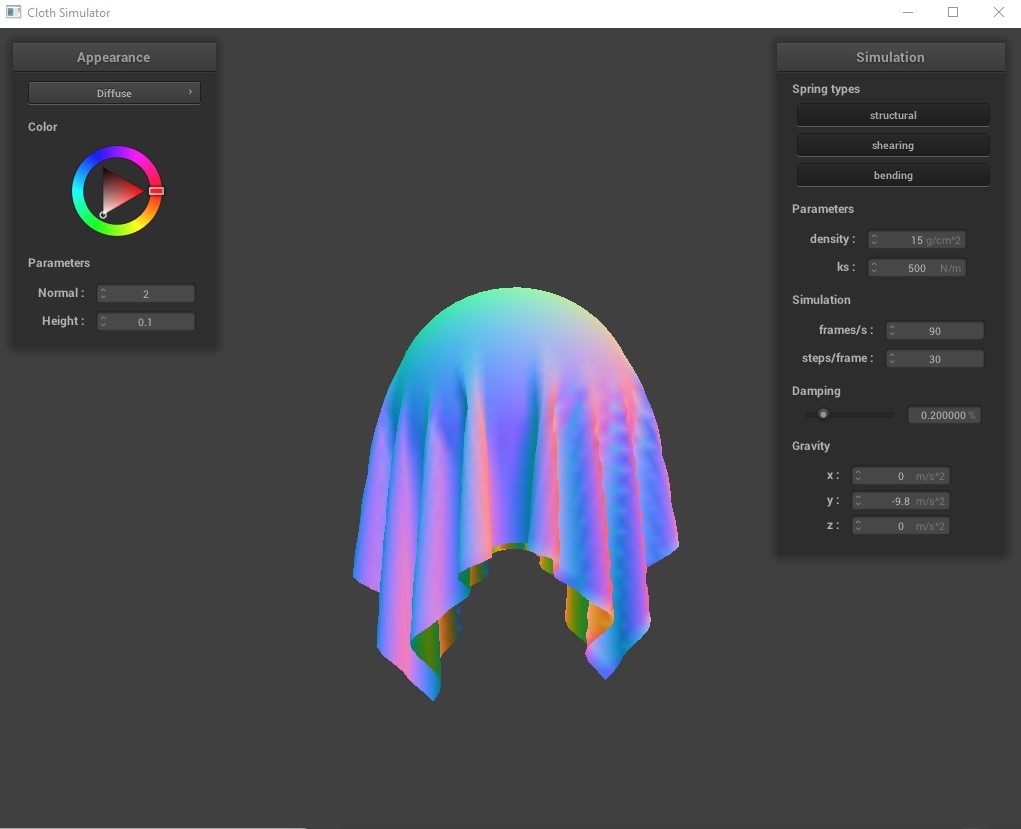 Cloth Simulator
Appearance
Diffuse
Color
Parameters
Normal : 2
Height : 0.1
Simulation
Spring types
structural
shearing
bending
Parameters
density : 15 g/cm^2
ks : 500 N/m
Simulation
frames/s : 90
steps/frame : 30
Damping
0.200000 %
Gravity
x : 0 m/s^2
y : -9.8 m/s^2
z : 0 m/s^2